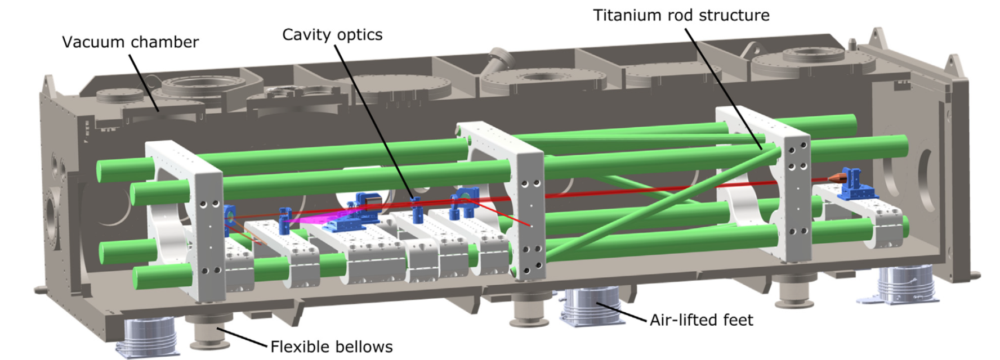 Titanium rod structure
Cavity optics
Vacuum chamber
Air-lifted feet
Flexible bellows